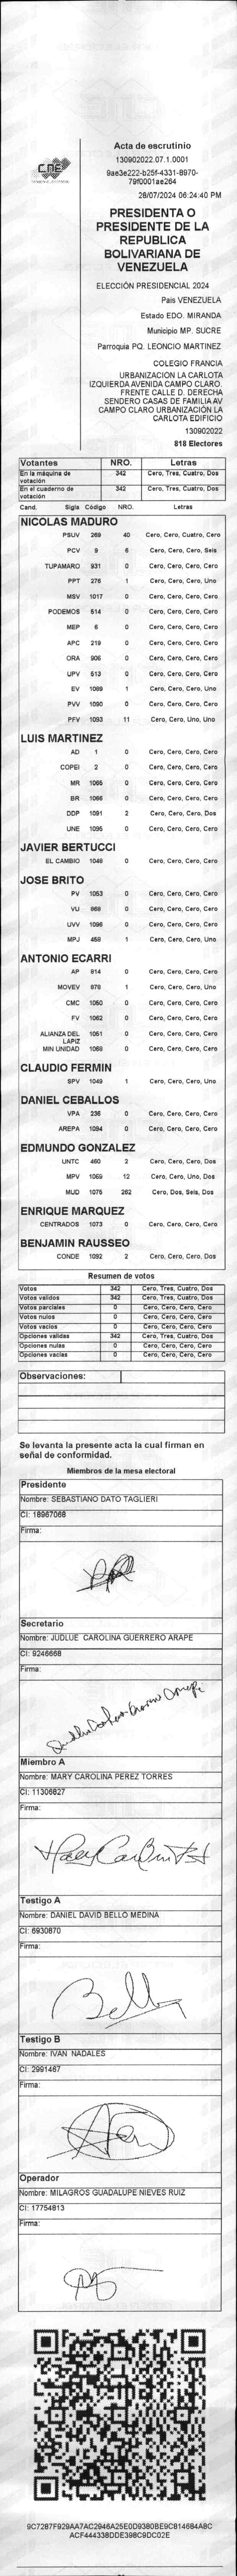 CNE
Acta de escrutinio
130902022.07.1.0001
9ae3e222-b25f-4331-8970-
79f0001ae264
28/07/2024 06:24:40 PM
PRESIDENTA O
PRESIDENTE DE LA
REPUBLICA
BOLIVARIANA DE
VENEZUELA
ELECCIÓN PRESIDENCIAL 2024
Pais VENEZUELA
Estado EDO. MIRANDA
Municipio MP. SUCRE
Parroquia PQ. LEONCIO MARTINEZ
COLEGIO FRANCIA
URBANIZACION LA CARLOTA
IZQUIERDA AVENIDA CAMPO CLARO.
FRENTE CALLE D. DERECHA
SENDERO CASAS DE FAMILIA AV
CAMPO CLARO URBANIZACIÓN LA
CARLOTA EDIFICIO
130902022
818 Electores
Votantes NRO. Letras
En la máquina de votación 342 Cero, Tres, Cuatro, Dos
En el cuaderno de votación 342 Cero, Tres, Cuatro, Dos
Cand. Sigla Código NRO. Letras
NICOLAS MADURO
PSUV 269 40 Cero, Cero, Cuatro, Cero
PCV 9 6 Cero, Cero, Cero, Seis
TUPAMARO 931 0 Cero, Cero, Cero, Cero
PPT 276 1 Cero, Cero, Cero, Uno
MSV 1017 0 Cero, Cero, Cero, Cero
PODEMOS 514 0 Cero, Cero, Cero, Cero
MEP 6 0 Cero, Cero, Cero, Cero
APC 219 0 Cero, Cero, Cero, Cero
ORA 906 0 Cero, Cero, Cero, Cero
UPV 513 0 Cero, Cero, Cero, Cero
EV 1089 1 Cero, Cero, Cero, Uno
PVV 1090 0 Cero, Cero, Cero, Cero
PFV 1093 11 Cero, Cero, Uno, Uno
LUIS MARTINEZ
AD 1 0 Cero, Cero, Cero, Cero
COPEI 2 0 Cero, Cero, Cero, Cero
MR 1065 0 Cero, Cero, Cero, Cero
BR 1066 0 Cero, Cero, Cero, Cero
DDP 1091 2 Cero, Cero, Cero, Dos
UNE 1095 0 Cero, Cero, Cero, Cero
JAVIER BERTUCCI
EL CAMBIO 1048 0 Cero, Cero, Cero, Cero
JOSE BRITO
PV 1053 0 Cero, Cero, Cero, Cero
VU 868 0 Cero, Cero, Cero, Cero
UVV 1096 0 Cero, Cero, Cero, Cero
MPJ 458 1 Cero, Cero, Cero, Uno
ANTONIO ECARRI
AP 814 0 Cero, Cero, Cero, Cero
MOVEV 878 1 Cero, Cero, Cero, Uno
CMC 1050 0 Cero, Cero, Cero, Cero
FV 1062 0 Cero, Cero, Cero, Cero
ALIANZA DEL LAPIZ 1051 0 Cero, Cero, Cero, Cero
MIN UNIDAD 1068 0 Cero, Cero, Cero, Cero
CLAUDIO FERMIN
SPV 1049 1 Cero, Cero, Cero, Uno
DANIEL CEBALLOS
VPA 236 0 Cero, Cero, Cero, Cero
AREPA 1094 0 Cero, Cero, Cero, Cero
EDMUNDO GONZALEZ
UNTC 460 2 Cero, Cero, Cero, Dos
MPV 1069 12 Cero, Cero, Uno, Dos
MUD 1075 262 Cero, Dos, Seis, Dos
ENRIQUE MARQUEZ
CENTRADOS 1073 0 Cero, Cero, Cero, Cero
BENJAMIN RAUSSEO
CONDE 1092 2 Cero, Cero, Cero, Dos
Resumen de votos
Votos 342 Cero, Tres, Cuatro, Dos
Votos validos 342 Cero, Tres, Cuatro, Dos
Votos parciales 0 Cero, Cero, Cero, Cero
Votos nulos 0 Cero, Cero, Cero, Cero
Votos vacios 0 Cero, Cero, Cero, Cero
Opciones validas 342 Cero, Tres, Cuatro, Dos
Opciones nulas 0 Cero, Cero, Cero, Cero
Opciones vacias 0 Cero, Cero, Cero, Cero
Observaciones:
Se levanta la presente acta la cual firman en
señal de conformidad.
Miembros de la mesa electoral
Presidente
Nombre: SEBASTIANO DATO TAGLIERI
CI: 18967068
Firma:
Secretario
Nombre: JUDLUE CAROLINA GUERRERO ARAPE
CI: 9246668
Firma:
Miembro A
Nombre: MARY CAROLINA PEREZ TORRES
CI: 11306827
Firma:
Testigo A
Nombre: DANIEL DAVID BELLO MEDINA
CI: 6930870
Firma:
Testigo B
Nombre: IVAN NADALES
CI: 2991467
Firma:
Operador
Nombre: MILAGROS GUADALUPE NIEVES RUIZ
CI: 17754813
Firma:
9C7287F929AA7AC2946A25E0D9380BE9C814684A8C
ACF444338DDE398C9DC02E